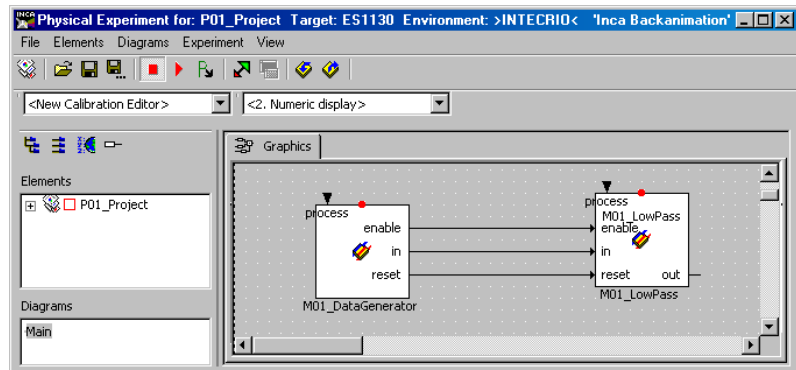 Physical Experiment for: P01_Project Target: ES1130 Environment: >INTECRIO< 'Inca Backanimation'
File Elements Diagrams Experiment View
<New Calibration Editor> <2. Numeric display>
Graphics
Elements
P01_Project
process
enable
in
reset
M01_DataGenerator
process
M01_LowPass
enable
in
reset out
M01_LowPass
Diagrams
Main